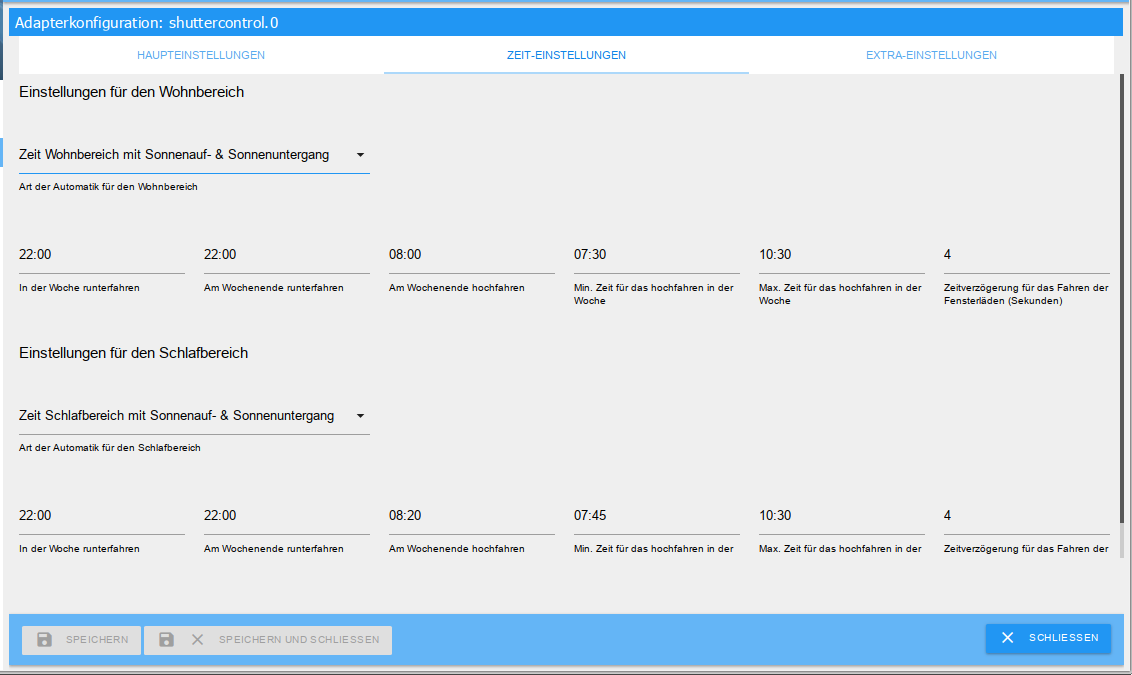 Adapterkonfiguration: shuttercontrol.0
HAUPTEINSTELLUNGEN
ZEIT-EINSTELLUNGEN
EXTRA-EINSTELLUNGEN
Einstellungen für den Wohnbereich
Zeit Wohnbereich mit Sonnenauf- & Sonnenuntergang
Art der Automatik für den Wohnbereich
22:00
In der Woche runterfahren
22:00
Am Wochenende runterfahren
08:00
Am Wochenende hochfahren
07:30
Min. Zeit für das hochfahren in der
Woche
10:30
Max. Zeit für das hochfahren in der
Woche
4
Zeitverzögerung für das Fahren der
Fensterläden (Sekunden)
Einstellungen für den Schlafbereich
Zeit Schlafbereich mit Sonnenauf- & Sonnenuntergang
Art der Automatik für den Schlafbereich
22:00
In der Woche runterfahren
22:00
Am Wochenende runterfahren
08:20
Am Wochenende hochfahren
07:45
Min. Zeit für das hochfahren in der
10:30
Max. Zeit für das hochfahren in der
4
Zeitverzögerung für das Fahren der
SPEICHERN
SPEICHERN UND SCHLIESSEN
SCHLIESSEN